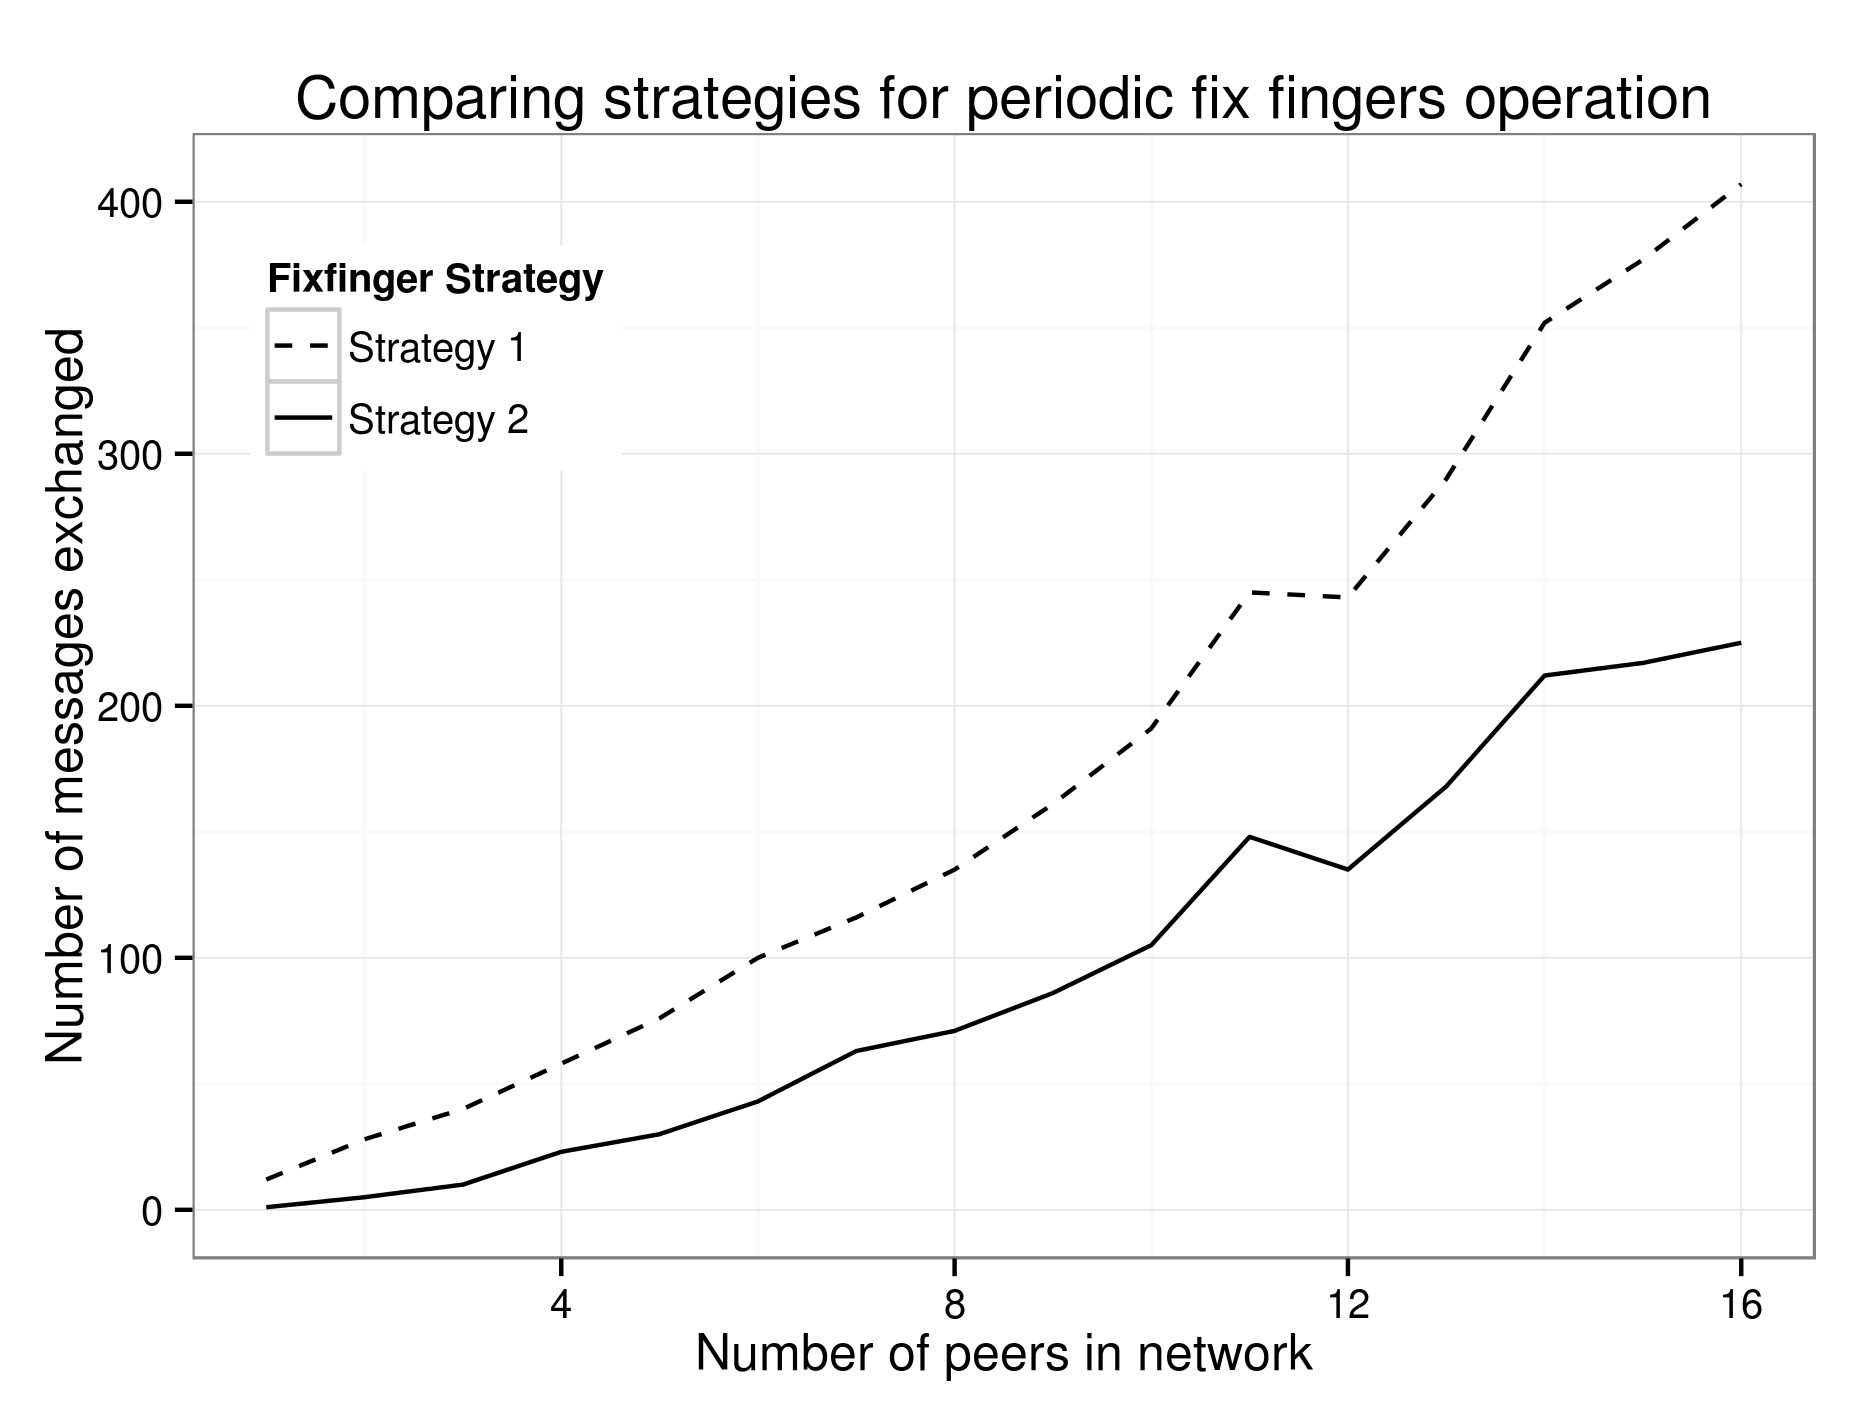 Comparing strategies for periodic fix fingers operation
Number of messages exchanged
400
300
200
100
0
Fixfinger Strategy
Strategy 1
Strategy 2
4 8 12 16
Number of peers in network